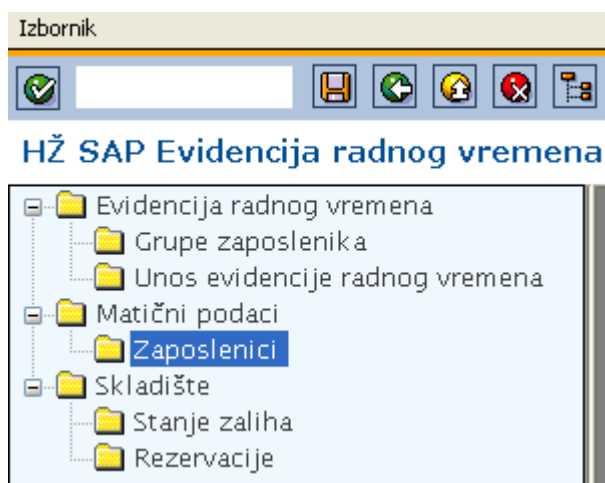 Izbornik
HŽ SAP Evidencija radnog vremena
Evidencija radnog vremena
Grupe zaposlenika
Unos evidencije radnog vremena
Matični podaci
Zaposlenici
Skladište
Stanje zaliha
Rezervacije